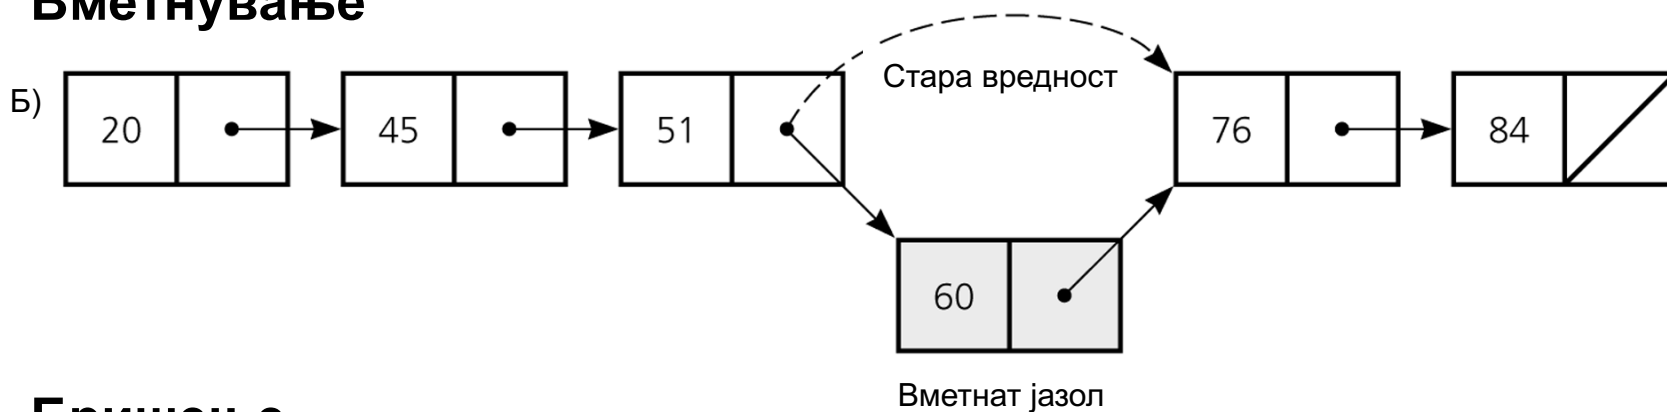 Вметнување
Б)
20 45 51 76 84
Стара вредност
60
Вметнат јазол
Бришење